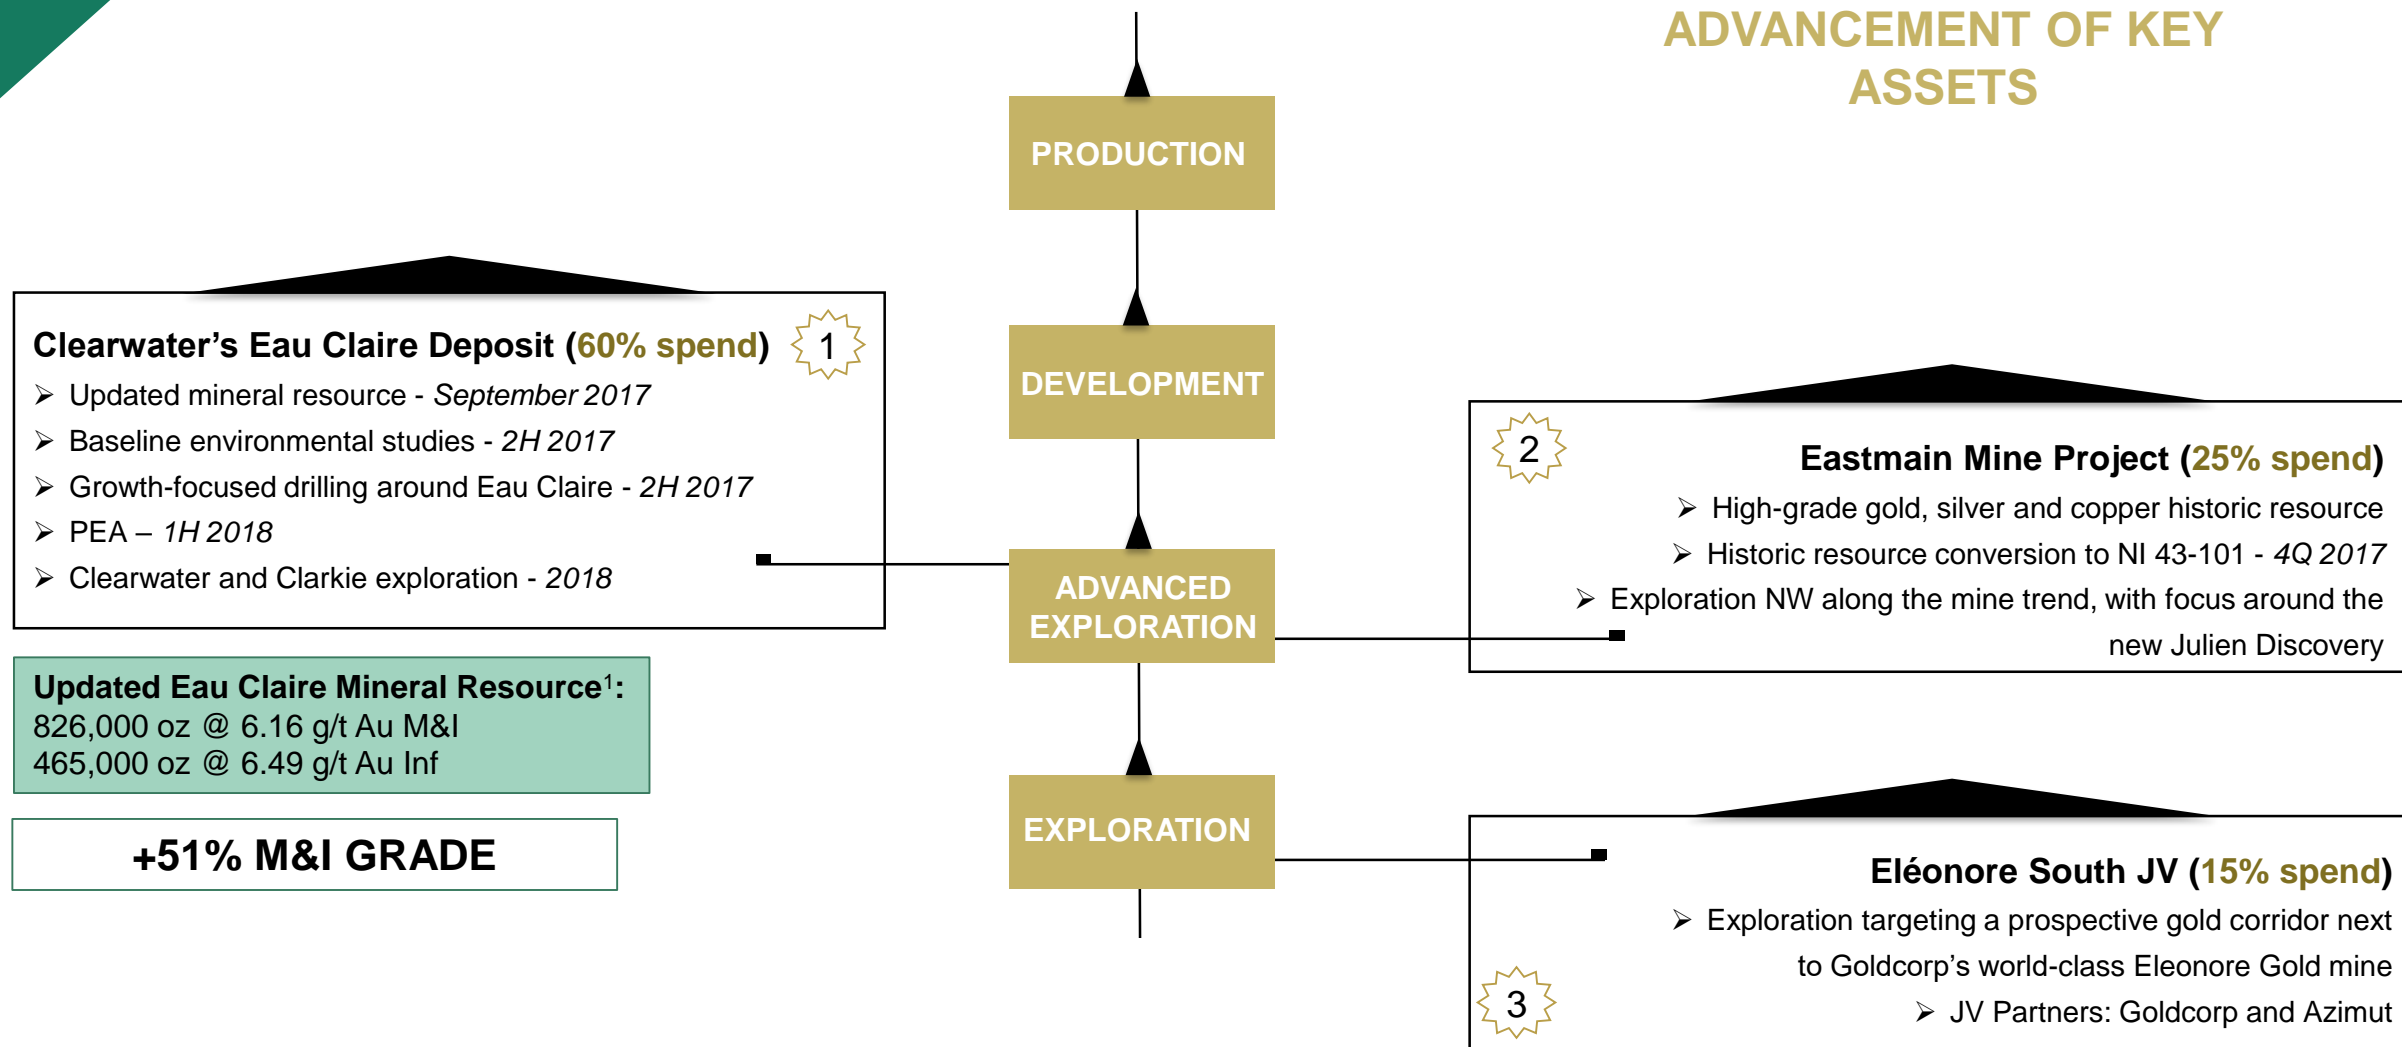 ADVANCEMENT OF KEY
ASSETS
PRODUCTION
DEVELOPMENT
ADVANCED
EXPLORATION
EXPLORATION
Clearwater’s Eau Claire Deposit (60% spend)
1
➢ Updated mineral resource - September 2017
➢ Baseline environmental studies - 2H 2017
➢ Growth-focused drilling around Eau Claire - 2H 2017
➢ PEA – 1H 2018
➢ Clearwater and Clarkie exploration - 2018
Updated Eau Claire Mineral Resource¹:
826,000 oz @ 6.16 g/t Au M&I
465,000 oz @ 6.49 g/t Au Inf
+51% M&I GRADE
2
Eastmain Mine Project (25% spend)
➢ High-grade gold, silver and copper historic resource
➢ Historic resource conversion to NI 43-101 - 4Q 2017
➢ Exploration NW along the mine trend, with focus around the
new Julien Discovery
Eléonore South JV (15% spend)
➢ Exploration targeting a prospective gold corridor next
to Goldcorp’s world-class Eleonore Gold mine
3
➢ JV Partners: Goldcorp and Azimut